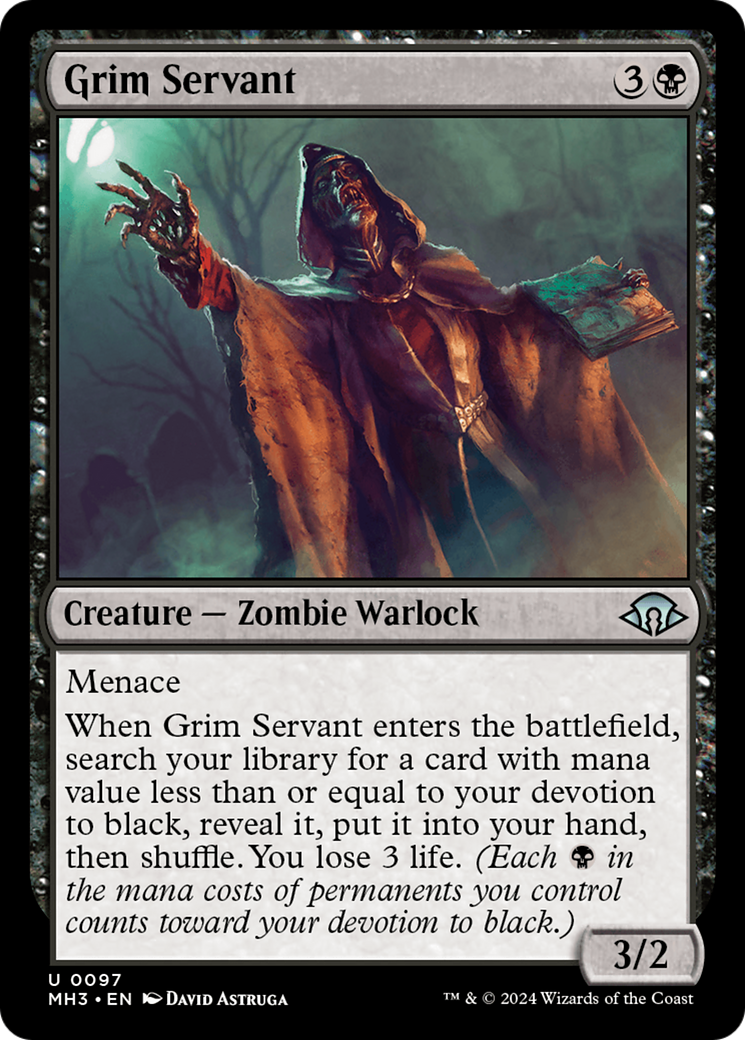 Grim Servant 3
Creature — Zombie Warlock
Menace
When Grim Servant enters the battlefield,
search your library for a card with mana
value less than or equal to your devotion
to black, reveal it, put it into your hand,
then shuffle. You lose 3 life. (Each in
the mana costs of permanents you control
counts toward your devotion to black.)
3/2
U 0097
MH3 • EN David Astruga
™ & © 2024 Wizards of the Coast